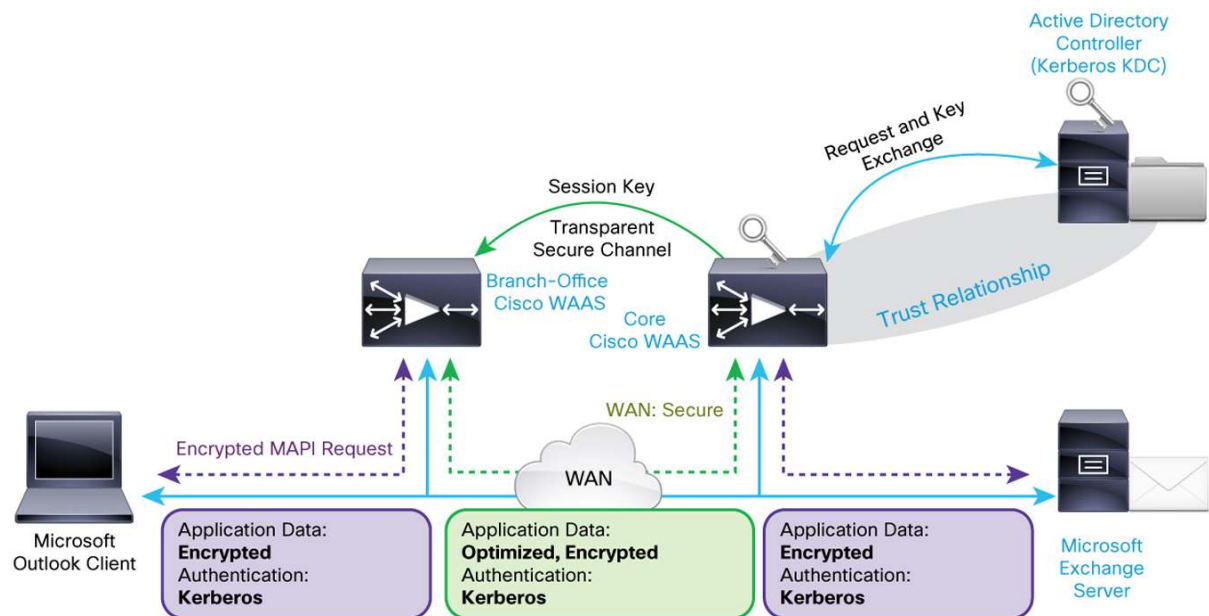 Active Directory
Controller
(Kerberos KDC)
Request and Key
Exchange
Session Key
Transparent
Secure Channel
Branch-Office
Cisco WAAS
Core
Cisco WAAS
Trust Relationship
WAN: Secure
Encrypted MAPI Request
WAN
Microsoft
Outlook Client
Application Data:
Encrypted
Authentication:
Kerberos
Application Data:
Optimized, Encrypted
Authentication:
Kerberos
Application Data:
Encrypted
Authentication:
Kerberos
Microsoft
Exchange
Server